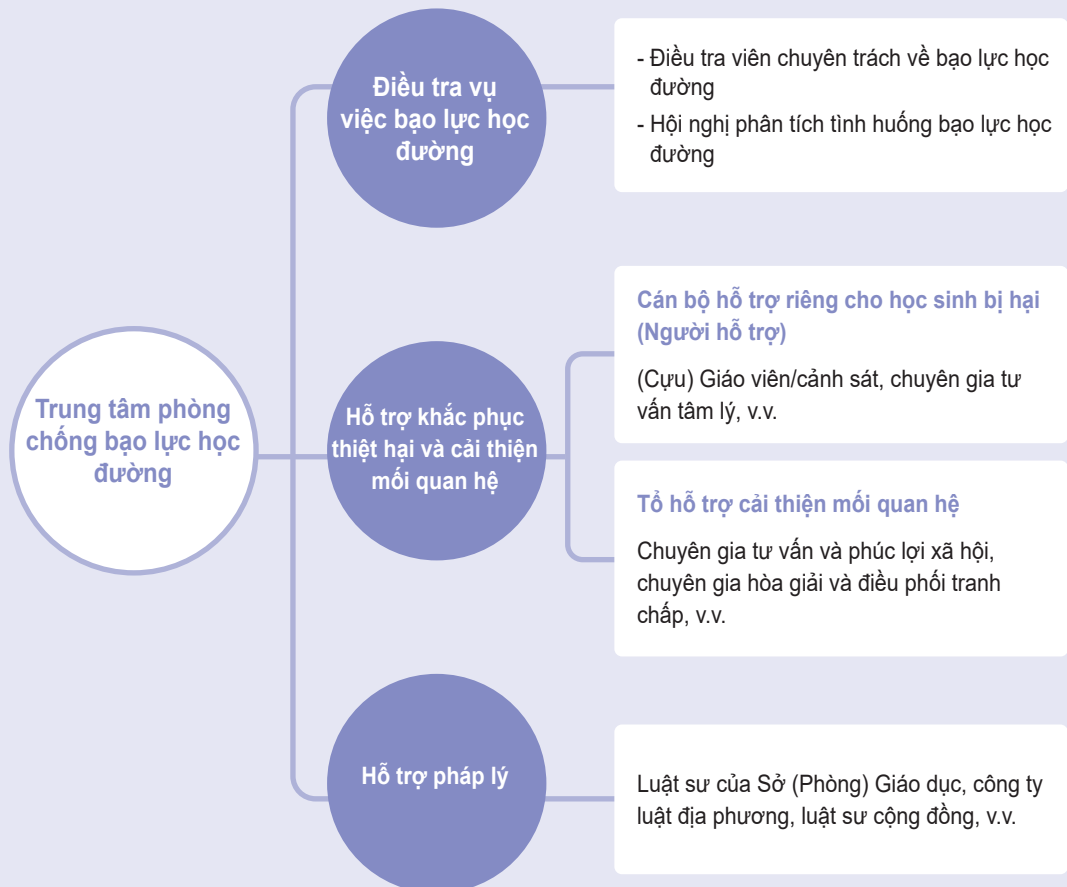 Trung tâm phòng
chống bạo lực học
đường
Điều tra vụ
việc bạo lực học
đường
- Điều tra viên chuyên trách về bạo lực học
đường
- Hội nghị phân tích tình huống bạo lực học
đường
Hỗ trợ khắc phục
thiệt hại và cải thiện
mối quan hệ
Cán bộ hỗ trợ riêng cho học sinh bị hại
(Người hỗ trợ)
(Cựu) Giáo viên/cảnh sát, chuyên gia tư
vấn tâm lý, v.v.
Tổ hỗ trợ cải thiện mối quan hệ
Chuyên gia tư vấn và phúc lợi xã hội,
chuyên gia hòa giải và điều phối tranh
chấp, v.v.
Hỗ trợ pháp lý
Luật sư của Sở (Phòng) Giáo dục, công ty
luật địa phương, luật sư cộng đồng, v.v.